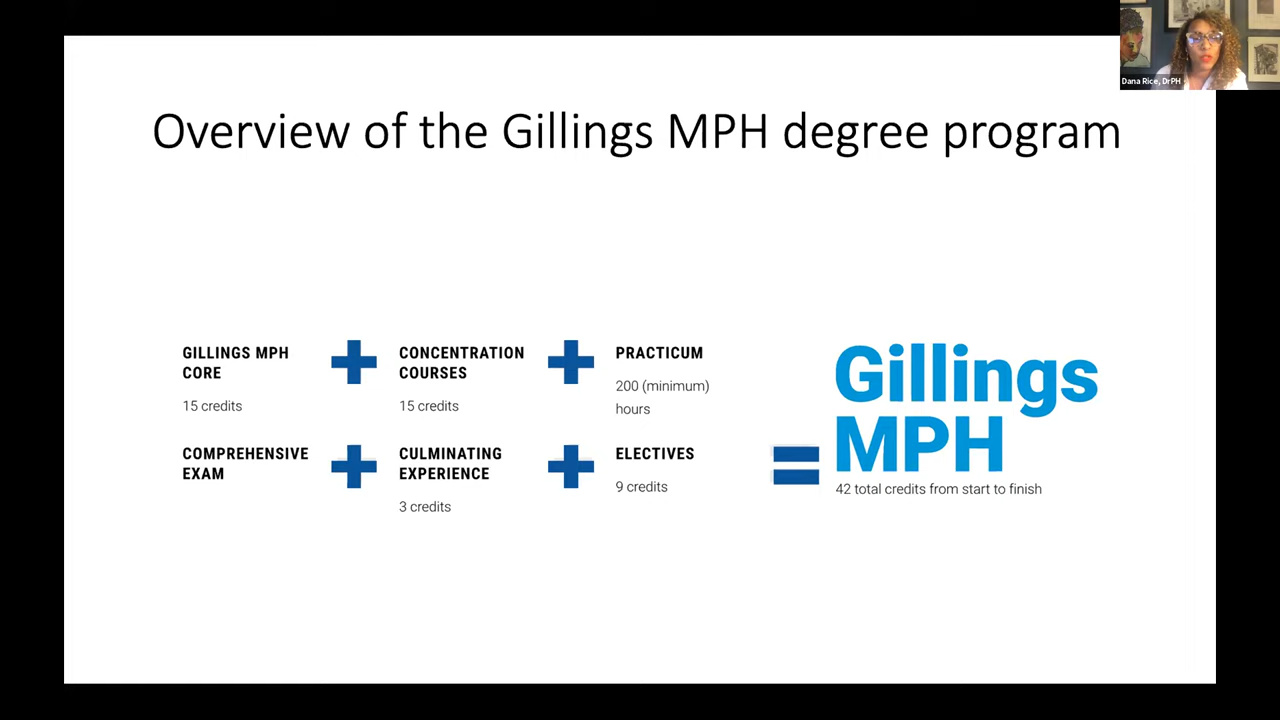 Dana Rice, DrPH
Overview of the Gillings MPH degree program
GILLINGS MPH
CORE
15 credits
CONCENTRATION
COURSES
15 credits
PRACTICUM
200 (minimum)
hours
COMPREHENSIVE
EXAM
CULMINATING
EXPERIENCE
3 credits
ELECTIVES
9 credits
Gillings
MPH
42 total credits from start to finish